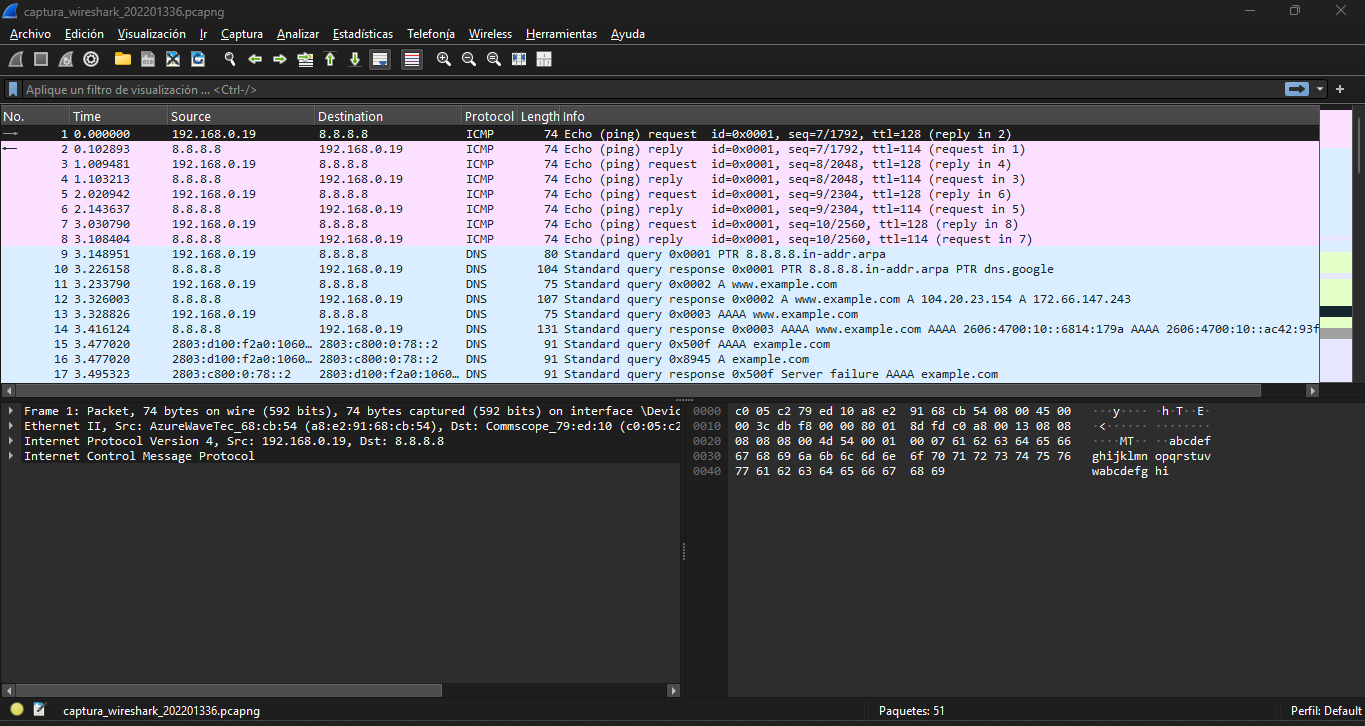 captura_wireshark_202201336.pcapng
Archivo Edición Visualización Ir Captura Analizar Estadísticas Telefonía Wireless Herramientas Ayuda
Aplique un filtro de visualización ... <Ctrl-/>
No. Time Source Destination Protocol Length Info
1 0.000000 192.168.0.19 8.8.8.8 ICMP 74 Echo (ping) request id=0x0001, seq=7/1792, ttl=128 (reply in 2)
2 0.102893 8.8.8.8 192.168.0.19 ICMP 74 Echo (ping) reply id=0x0001, seq=7/1792, ttl=114 (request in 1)
3 1.009481 192.168.0.19 8.8.8.8 ICMP 74 Echo (ping) request id=0x0001, seq=8/2048, ttl=128 (reply in 4)
4 1.103213 8.8.8.8 192.168.0.19 ICMP 74 Echo (ping) reply id=0x0001, seq=8/2048, ttl=114 (request in 3)
5 2.020942 192.168.0.19 8.8.8.8 ICMP 74 Echo (ping) request id=0x0001, seq=9/2304, ttl=128 (reply in 6)
6 2.143637 8.8.8.8 192.168.0.19 ICMP 74 Echo (ping) reply id=0x0001, seq=9/2304, ttl=114 (request in 5)
7 3.030790 192.168.0.19 8.8.8.8 ICMP 74 Echo (ping) request id=0x0001, seq=10/2560, ttl=128 (reply in 8)
8 3.108404 8.8.8.8 192.168.0.19 ICMP 74 Echo (ping) reply id=0x0001, seq=10/2560, ttl=114 (request in 7)
9 3.148951 192.168.0.19 8.8.8.8 DNS 80 Standard query 0x0001 PTR 8.8.8.8.in-addr.arpa
10 3.226158 8.8.8.8 192.168.0.19 DNS 104 Standard query response 0x0001 PTR 8.8.8.8.in-addr.arpa PTR dns.google
11 3.233790 192.168.0.19 8.8.8.8 DNS 75 Standard query 0x0002 A www.example.com
12 3.326003 8.8.8.8 192.168.0.19 DNS 107 Standard query response 0x0002 A www.example.com A 104.20.23.154 A 172.66.147.243
13 3.328826 192.168.0.19 8.8.8.8 DNS 75 Standard query 0x0003 AAAA www.example.com
14 3.416124 8.8.8.8 192.168.0.19 DNS 131 Standard query response 0x0003 AAAA www.example.com AAAA 2606:4700:10::6814:179a AAAA 2606:4700:10::ac42:93f
15 3.477020 2803:d100:f2a0:1060… 2803:c800:0:78::2 DNS 91 Standard query 0x500f AAAA example.com
16 3.477020 2803:d100:f2a0:1060… 2803:c800:0:78::2 DNS 91 Standard query 0x8945 A example.com
17 3.495323 2803:c800:0:78::2 2803:d100:f2a0:1060… DNS 91 Standard query response 0x500f Server failure AAAA example.com
Frame 1: Packet, 74 bytes on wire (592 bits), 74 bytes captured (592 bits) on interface \Devic
Ethernet II, Src: AzureWaveTec_68:cb:54 (a8:e2:91:68:cb:54), Dst: Commscope_79:ed:10 (c0:05:c2
Internet Protocol Version 4, Src: 192.168.0.19, Dst: 8.8.8.8
Internet Control Message Protocol
0000 c0 05 c2 79 ed 10 a8 e2 91 68 cb 54 08 00 45 00 ···y···· ·h·T··E·
0010 00 3c db f8 00 00 80 01 8d fd c0 a8 00 13 08 08 ·<······ ········
0020 08 08 08 00 4d 54 00 01 00 07 61 62 63 64 65 66 ····MT·· ··abcdef
0030 67 68 69 6a 6b 6c 6d 6e 6f 70 71 72 73 74 75 76 ghijklmn opqrstuv
0040 77 61 62 63 64 65 66 67 68 69 wabcdefg hi
captura_wireshark_202201336.pcapng Paquetes: 51 Perfil: Default